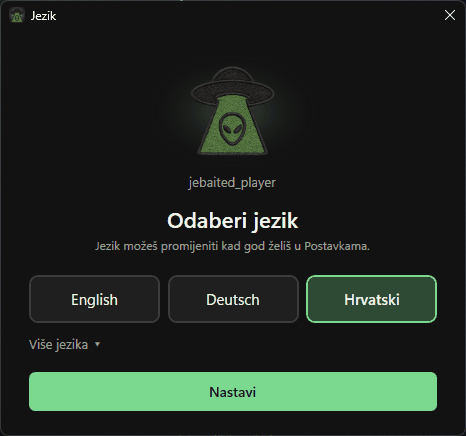 Jezik
jebaited_player
Odaberi jezik
Jezik možeš promijeniti kad god želiš u Postavkama.
English
Deutsch
Hrvatski
Više jezika
Nastavi